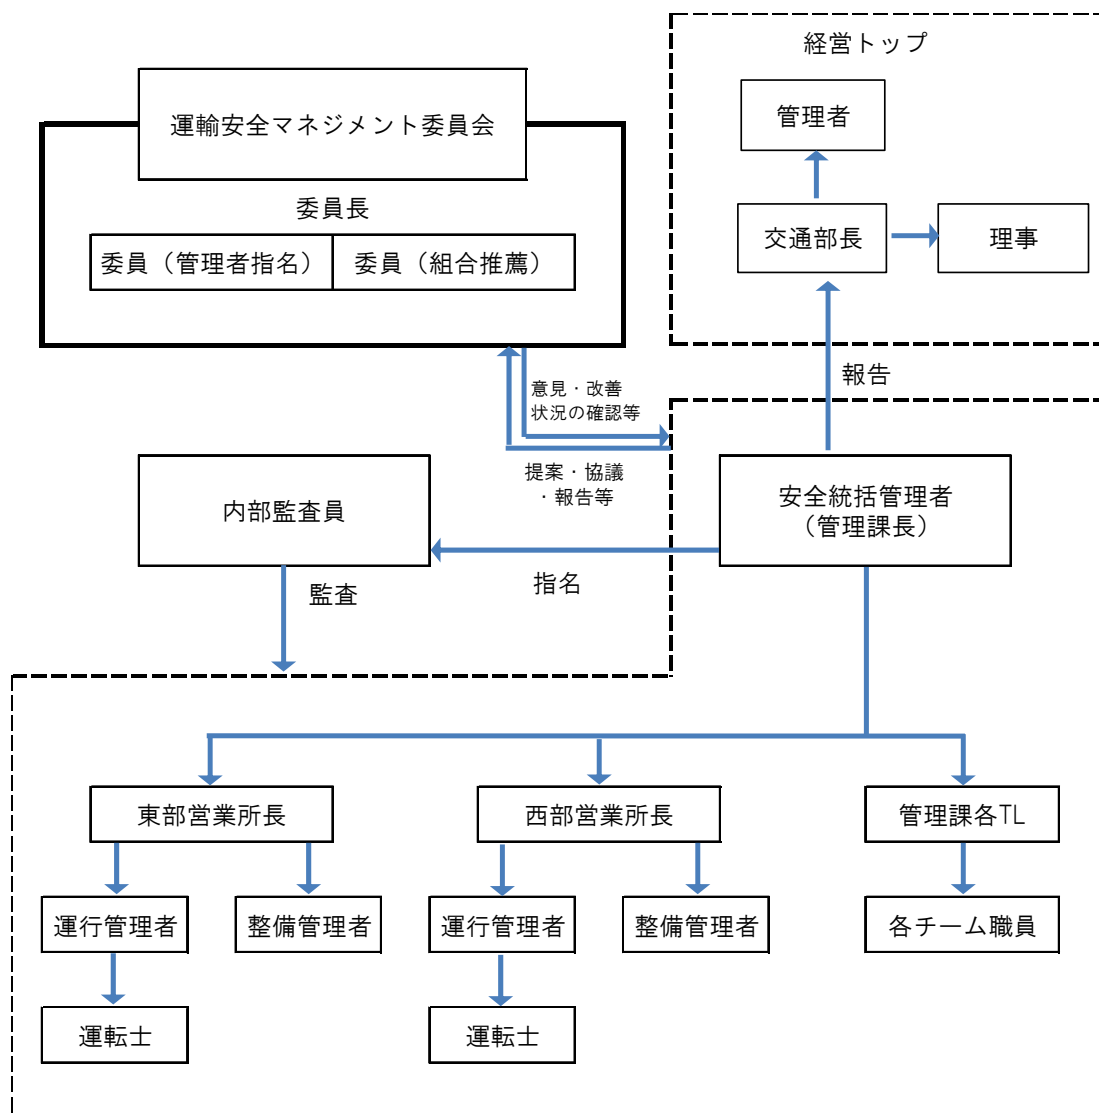 経営トップ
運輸安全マネジメント委員会
管理者
委員長
交通部長
理事
委員（管理者指名）
委員（組合推薦）
報告
意見・改善
状況の確認等
提案・協議
・報告等
内部監査員
安全統括管理者
（管理課長）
指名
監査
東部営業所長
西部営業所長
管理課各TL
運行管理者
整備管理者
運行管理者
整備管理者
各チーム職員
運転士
運転士